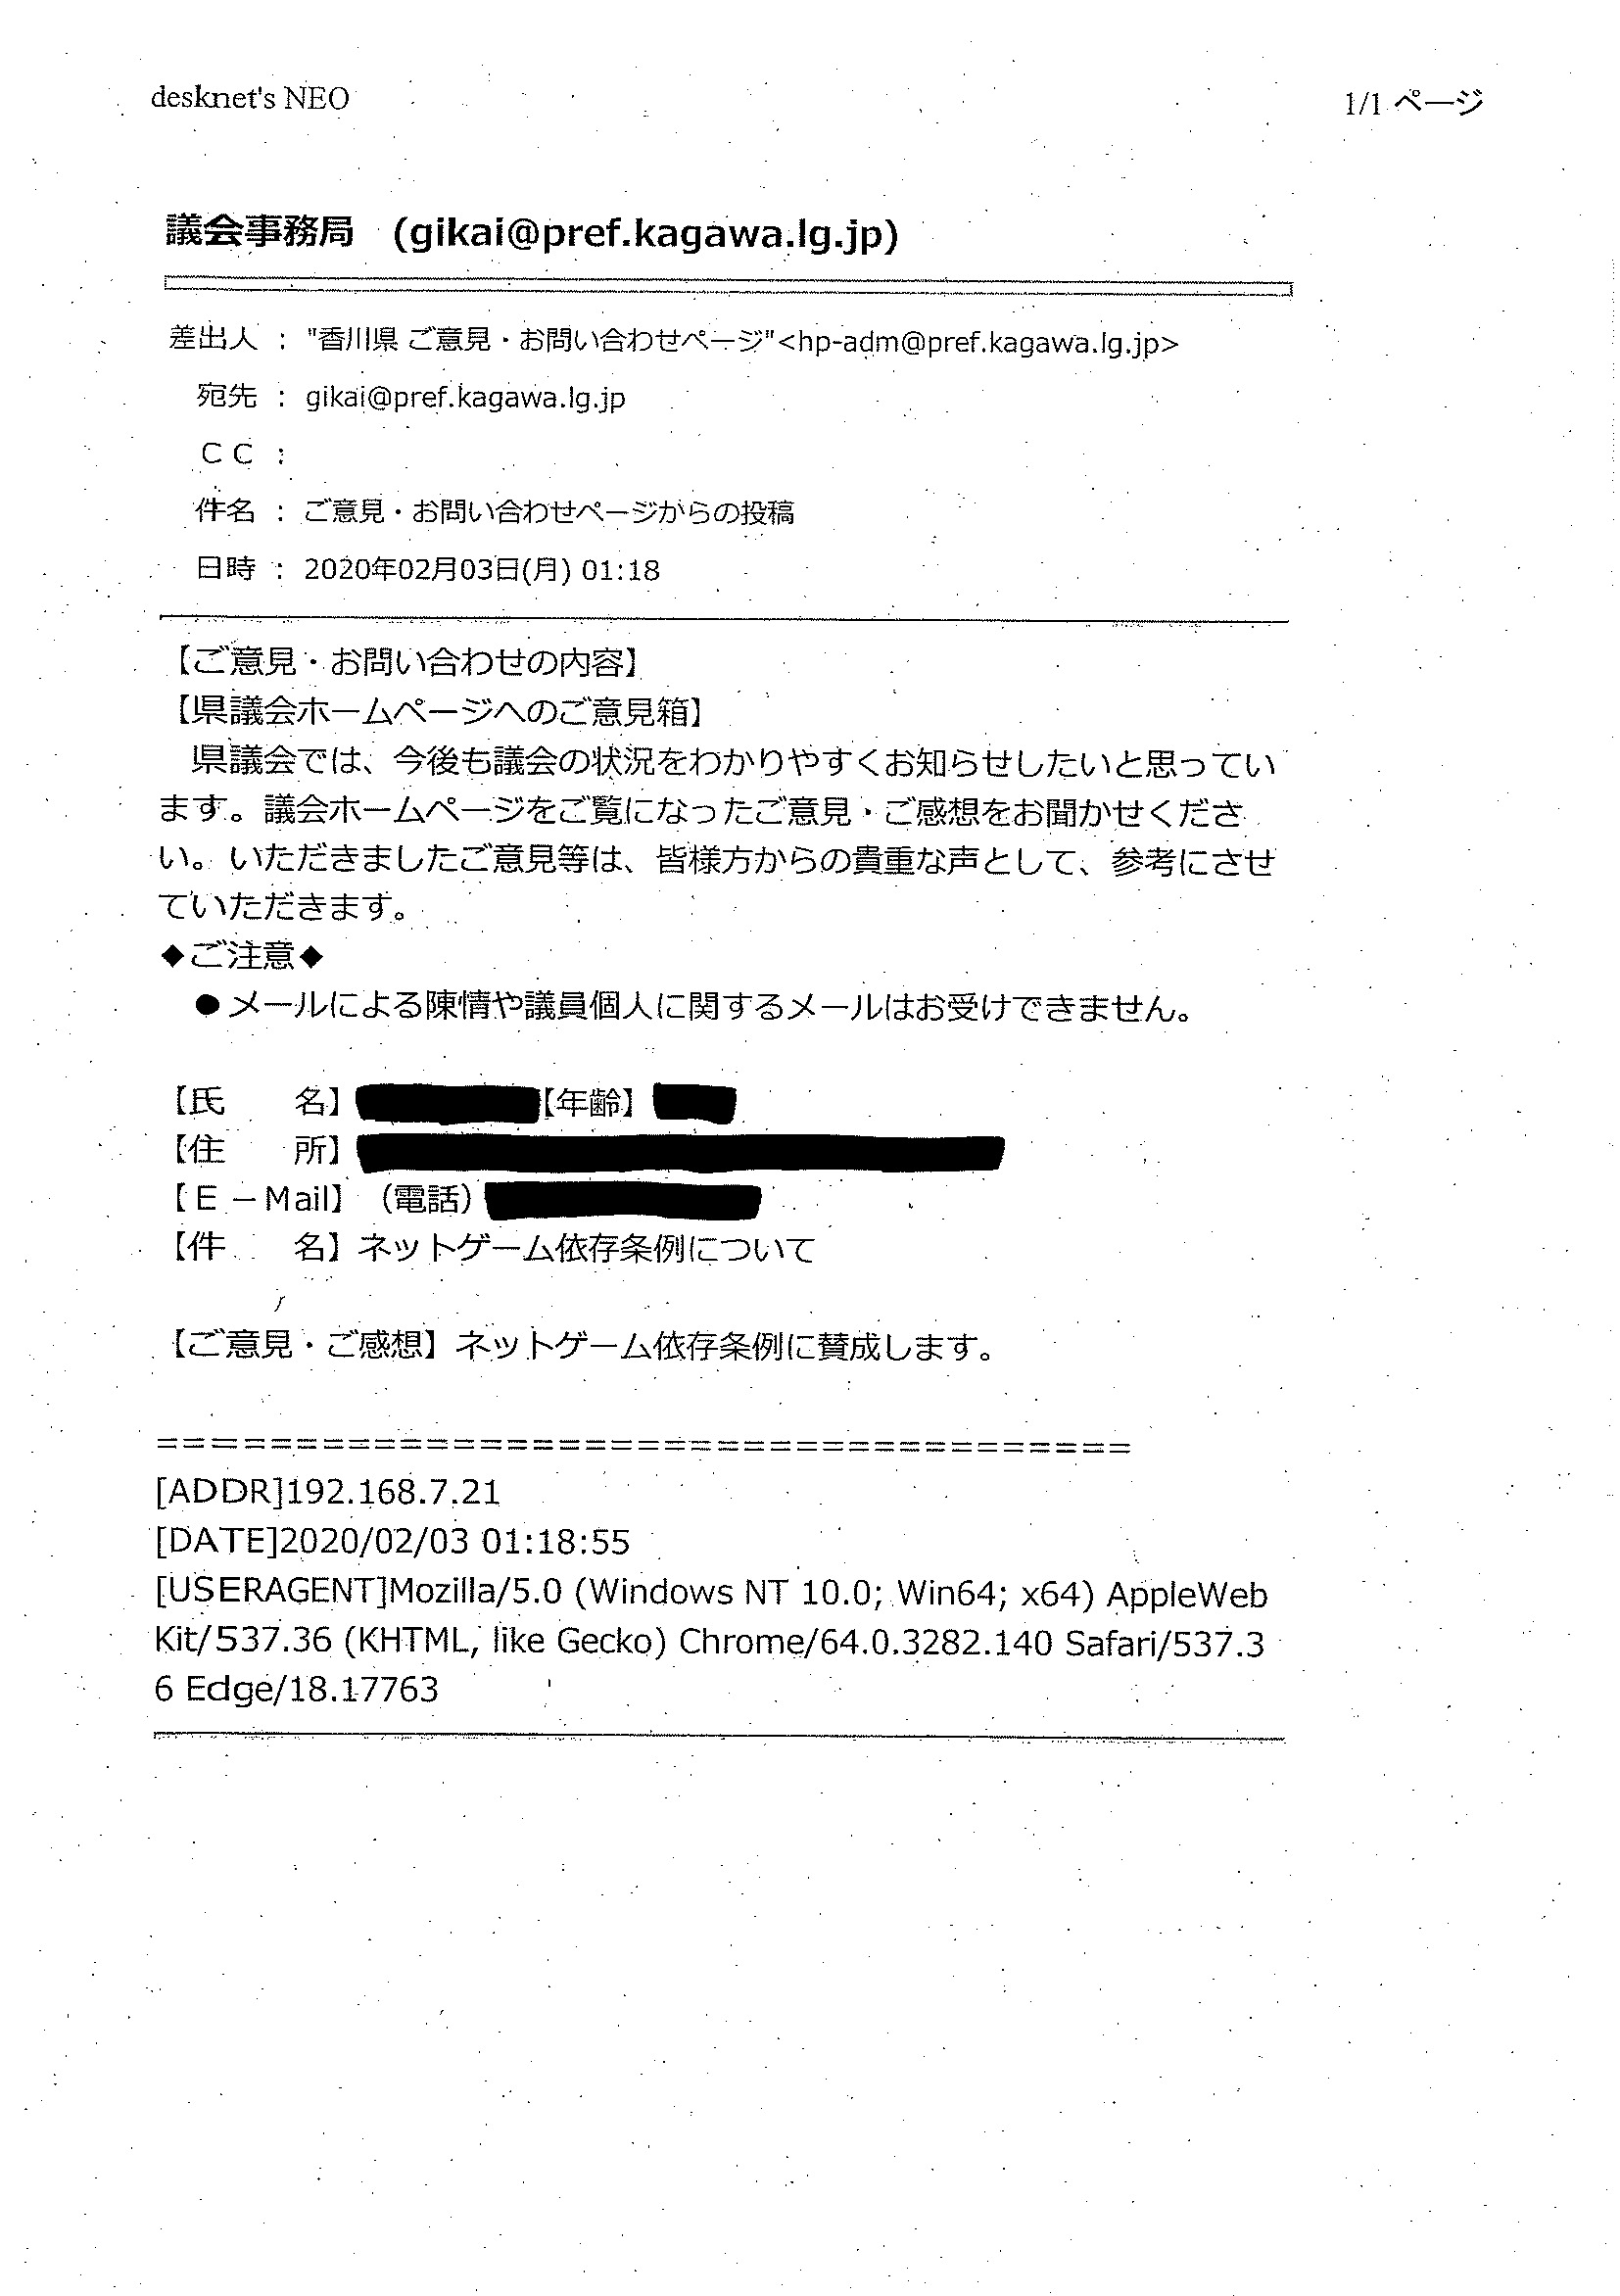 desknet's NEO
1/1 ページ
議会事務局 (gikai@pref.kagawa.lg.jp)
差出人 : "香川県 ご意見・お問い合わせページ"<hp-adm@pref.kagawa.lg.jp>
宛先 : gikai@pref.kagawa.lg.jp
ＣＣ :
件名 : ご意見・お問い合わせページからの投稿
日時 : 2020年02月03日(月) 01:18
【ご意見・お問い合わせの内容】
【県議会ホームページへのご意見箱】
県議会では、今後も議会の状況をわかりやすくお知らせしたいと思ってい
ます。議会ホームページをご覧になったご意見・ご感想をお聞かせくださ
い。いただきましたご意見等は、皆様方からの貴重な声として、参考にさせ
ていただきます。
◆ご注意◆
●メールによる陳情や議員個人に関するメールはお受けできません。
【氏　　名】【年齢】
【住　　所】
【Ｅ－Mail】（電話）
【件　　名】ネットゲーム依存条例について
【ご意見・ご感想】ネットゲーム依存条例に賛成します。
=====================================
[ADDR]192.168.7.21
[DATE]2020/02/03 01:18:55
[USERAGENT]Mozilla/5.0 (Windows NT 10.0; Win64; x64) AppleWeb
Kit/537.36 (KHTML, like Gecko) Chrome/64.0.3282.140 Safari/537.3
6 Edge/18.17763